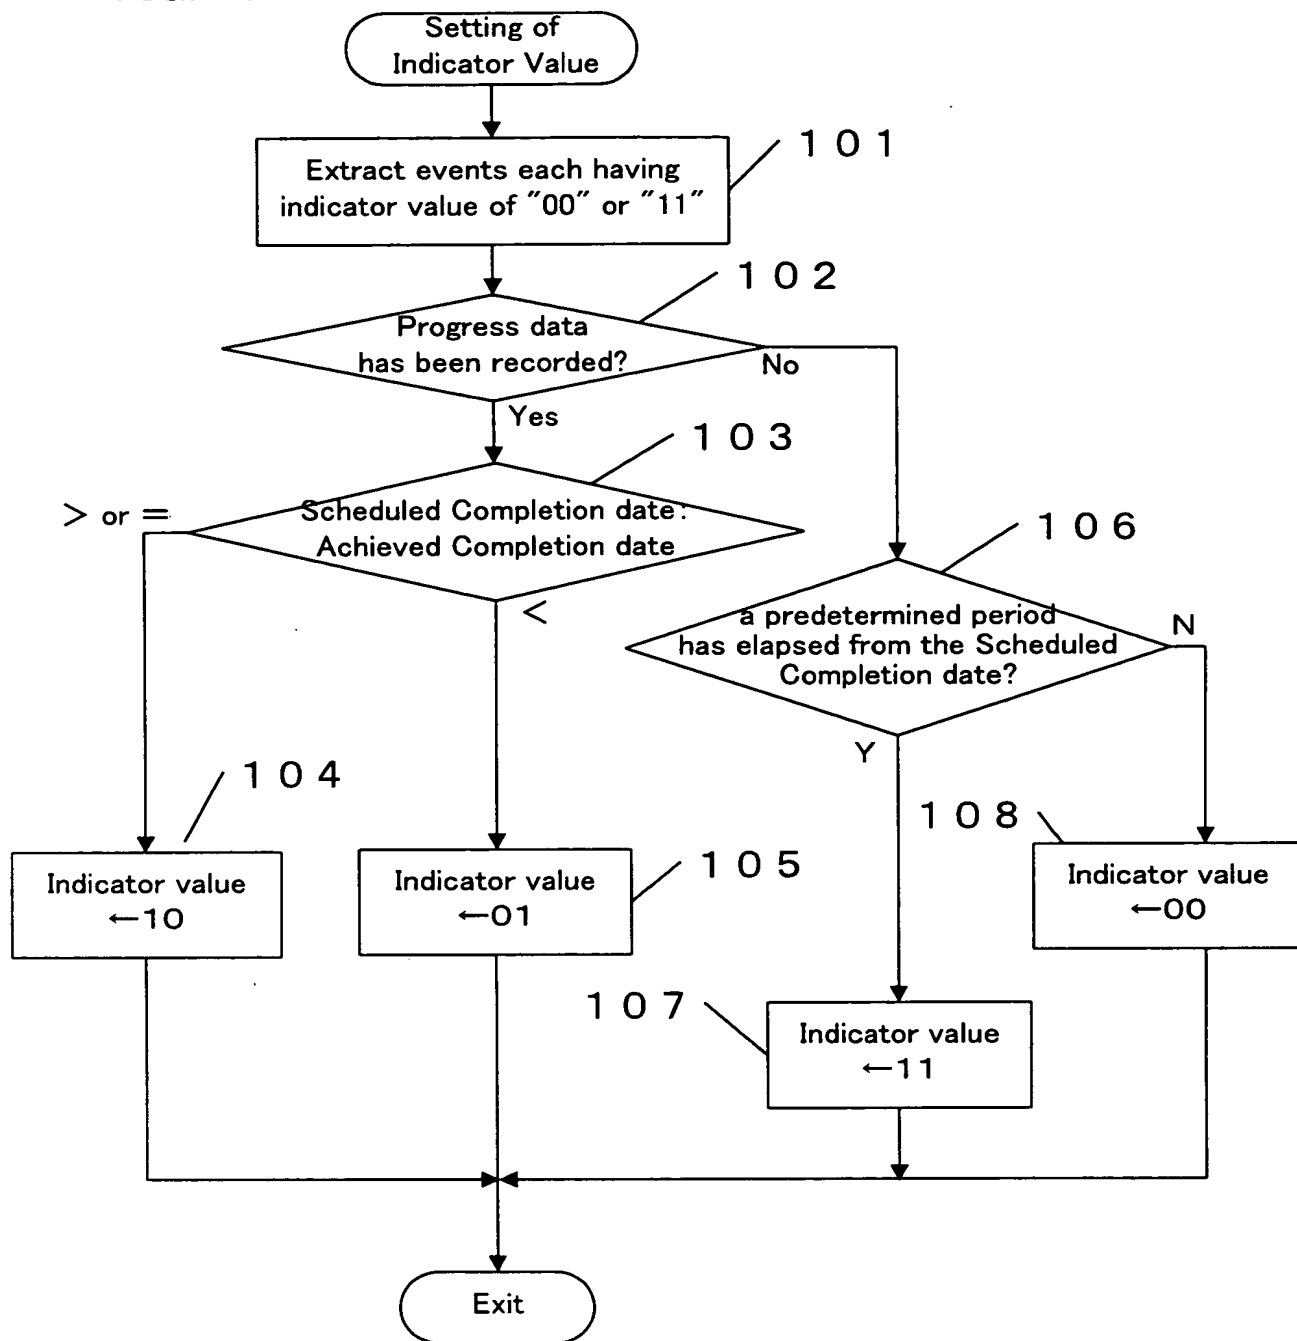 Setting of
Indicator Value
101
Extract events each having
indicator value of "00" or "11"
102
Progress data
has been recorded?
No
Yes
103
> or =
Scheduled Completion date:
Achieved Completion date
<
106
a predetermined period
has elapsed from the Scheduled
Completion date?
N
Y
104
Indicator value
←10
105
Indicator value
←01
108
Indicator value
←00
107
Indicator value
←11
Exit